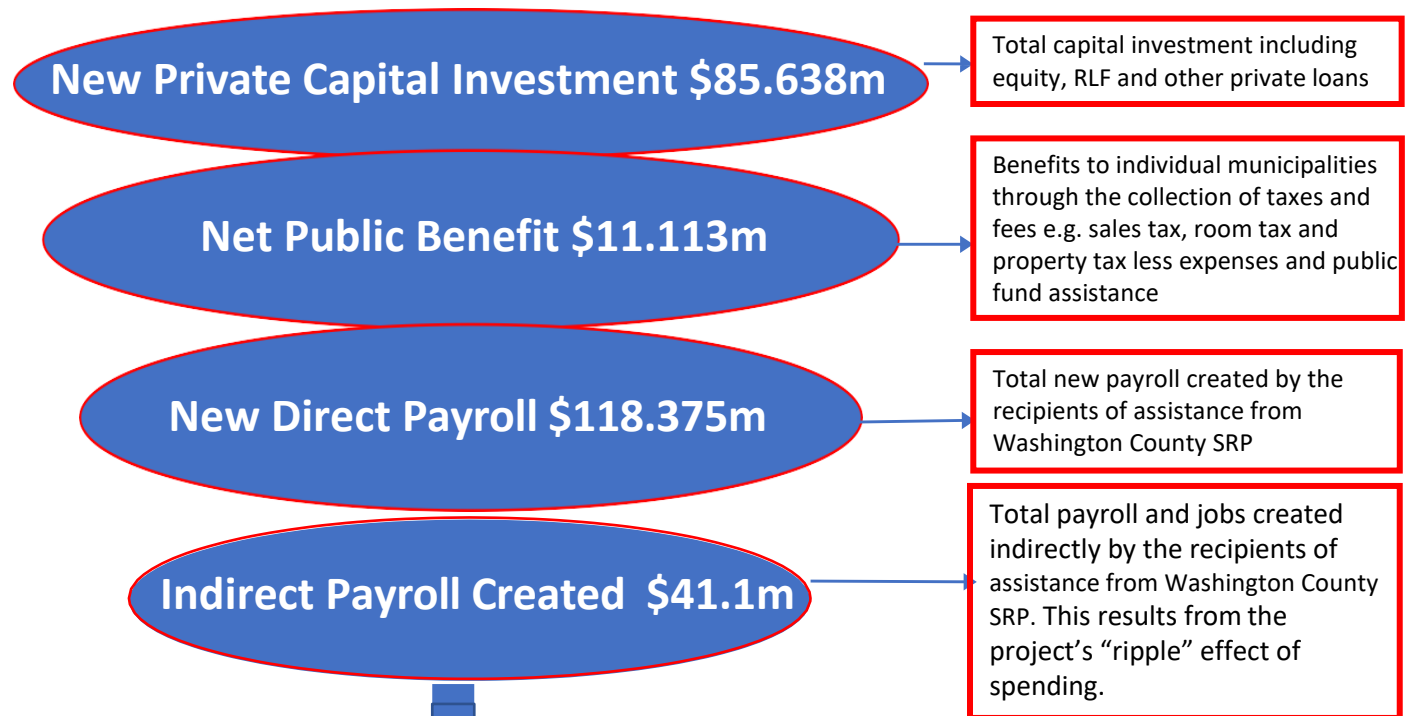 New Private Capital Investment $85.638m
Total capital investment including
equity, RLF and other private loans
Net Public Benefit $11.113m
Benefits to individual municipalities
through the collection of taxes and
fees e.g. sales tax, room tax and
property tax less expenses and public
fund assistance
New Direct Payroll $118.375m
Total new payroll created by the
recipients of assistance from
Washington County SRP
Indirect Payroll Created  $41.1m
Total payroll and jobs created
indirectly by the recipients of
assistance from Washington County
SRP. This results from the
project’s “ripple” effect of
spending.